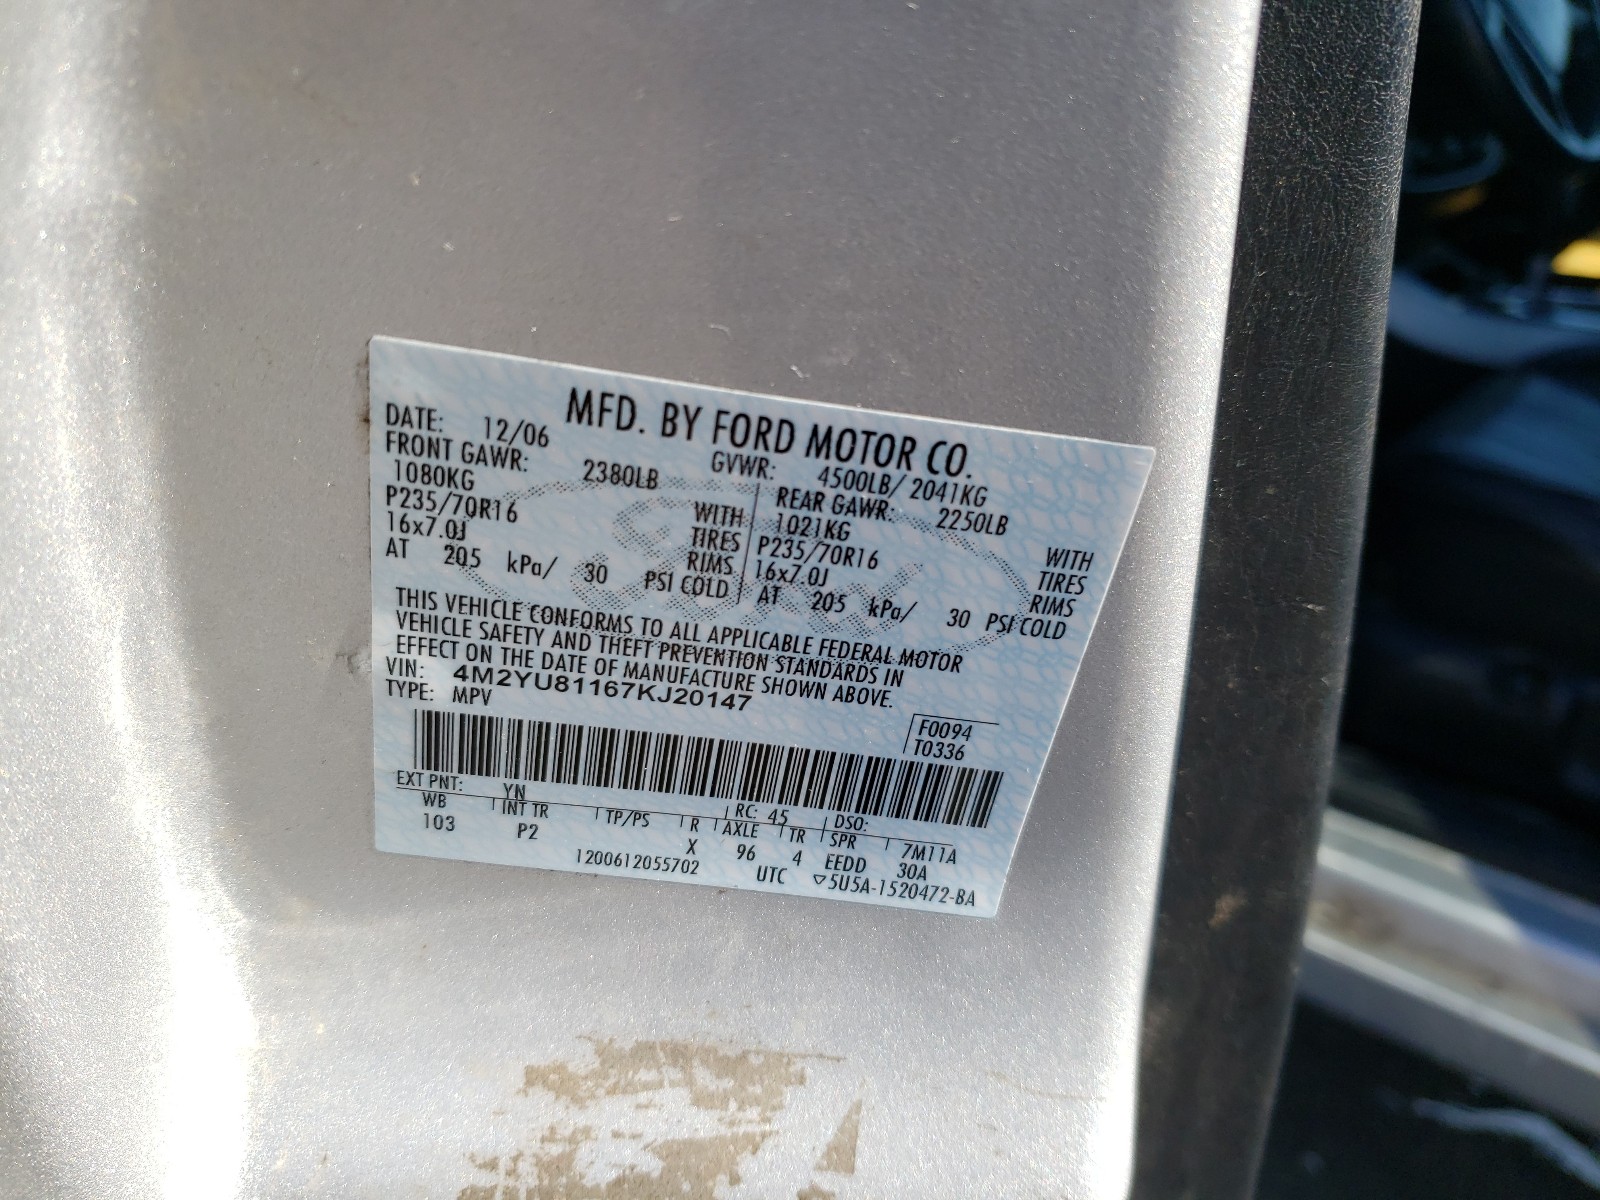 MFD. BY FORD MOTOR CO.
DATE: 12/06 GVWR: 4500LB/ 2041KG
FRONT GAWR: 2380LB REAR GAWR: 2250LB
1080KG WITH 1021KG WITH
P235/70R16 TIRES P235/70R16 TIRES
16x7.0J RIMS 16x7.0J RIMS
AT 205 kPa/ 30 PSI COLD AT 205 kPa/ 30 PSI COLD
THIS VEHICLE CONFORMS TO ALL APPLICABLE FEDERAL MOTOR
VEHICLE SAFETY AND THEFT PREVENTION STANDARDS IN
EFFECT ON THE DATE OF MANUFACTURE SHOWN ABOVE.
VIN: 4M2YU81167KJ20147
TYPE: MPV
F0094
T0336
EXT PNT: YN RC: 45 DSO:
WB INT TR TP/PS R AXLE TR SPR 7M11A
103 P2 X 96 4 EEDD 30A
1200612055702 UTC ▽5U5A-1520472-BA
Ford